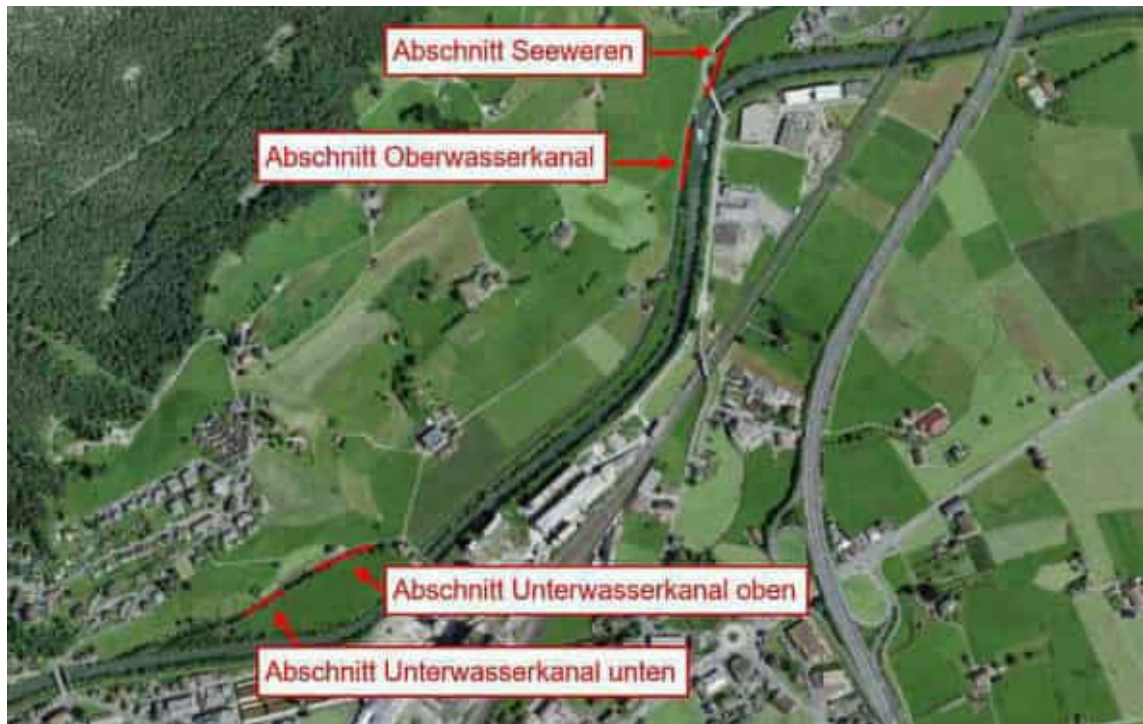 Abschnitt Seeweren
Abschnitt Oberwasserkanal
Abschnitt Unterwasserkanal oben
Abschnitt Unterwasserkanal unten